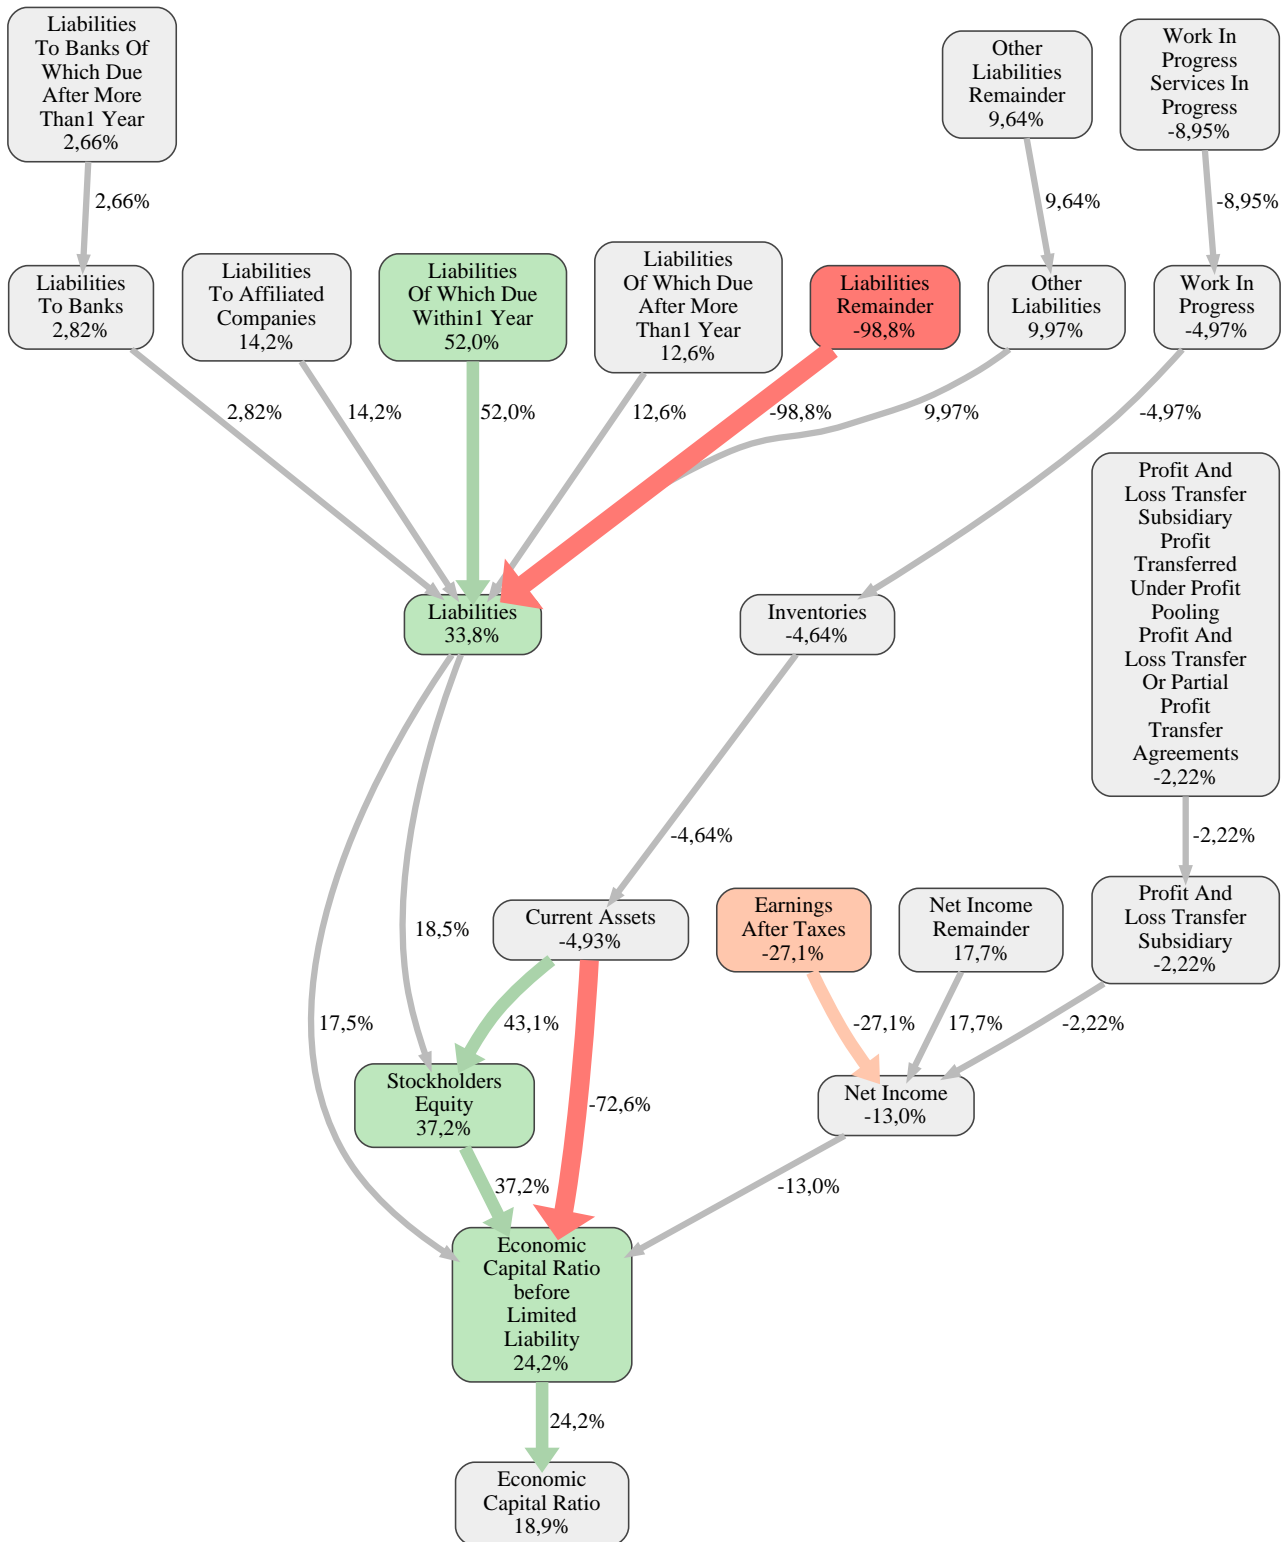 Liabilities
To Banks Of
Which Due
After More
Than1 Year
2,66%
Other
Liabilities
Remainder
9,64%
Work In
Progress
Services In
Progress
-8,95%
2,66%
9,64%
-8,95%
Liabilities
To Banks
2,82%
Liabilities
To Affiliated
Companies
14,2%
Liabilities
Of Which Due
Within1 Year
52,0%
Liabilities
Of Which Due
After More
Than1 Year
12,6%
Liabilities
Remainder
-98,8%
Other
Liabilities
9,97%
Work In
Progress
-4,97%
2,82%
14,2%
52,0%
12,6%
-98,8%
9,97%
-4,97%
Profit And
Loss Transfer
Subsidiary
Profit
Transferred
Under Profit
Pooling
Profit And
Loss Transfer
Or Partial
Profit
Transfer
Agreements
-2,22%
Liabilities
33,8%
Inventories
-4,64%
-4,64%
-2,22%
18,5%
Current Assets
-4,93%
Earnings
After Taxes
-27,1%
Net Income
Remainder
17,7%
Profit And
Loss Transfer
Subsidiary
-2,22%
17,5%
43,1%
-27,1%
17,7%
-2,22%
Stockholders
Equity
37,2%
-72,6%
Net Income
-13,0%
37,2%
-13,0%
Economic
Capital Ratio
before
Limited
Liability
24,2%
24,2%
Economic
Capital Ratio
18,9%